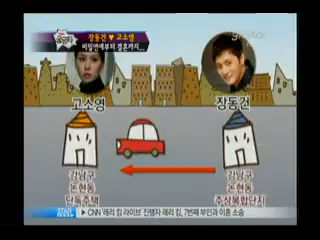 장동건 ♥ 고소영
비밀연애부터 결혼까지...
고소영
장동건
강남구
논현동
단독주택
강남구
논현동
주상복합단지
STAR
CNN '래리 킹 라이브' 진행자 래리 킹, 7번째 부인과 이혼 소송